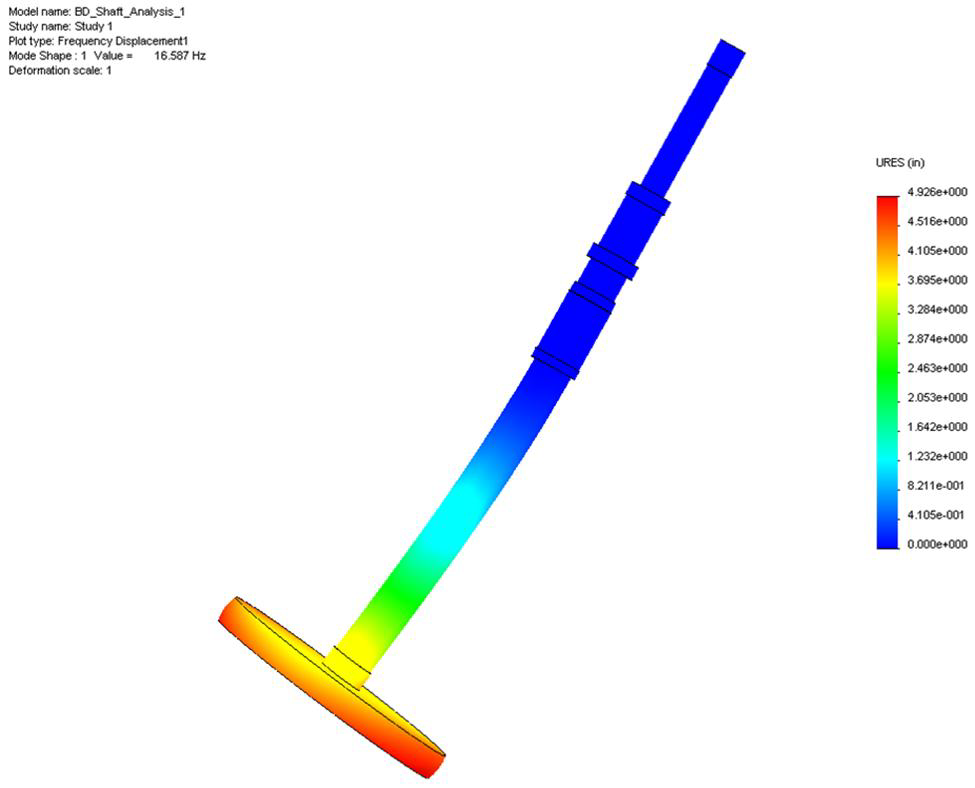 Model name: BD_Shaft_Analysis_1
Study name: Study 1
Plot type: Frequency Displacement1
Mode Shape : 1 Value = 16.587 Hz
Deformation scale: 1
URES (in)
4.926e+000
4.516e+000
4.105e+000
3.695e+000
3.284e+000
2.874e+000
2.463e+000
2.053e+000
1.642e+000
1.232e+000
8.211e-001
4.105e-001
0.000e+000